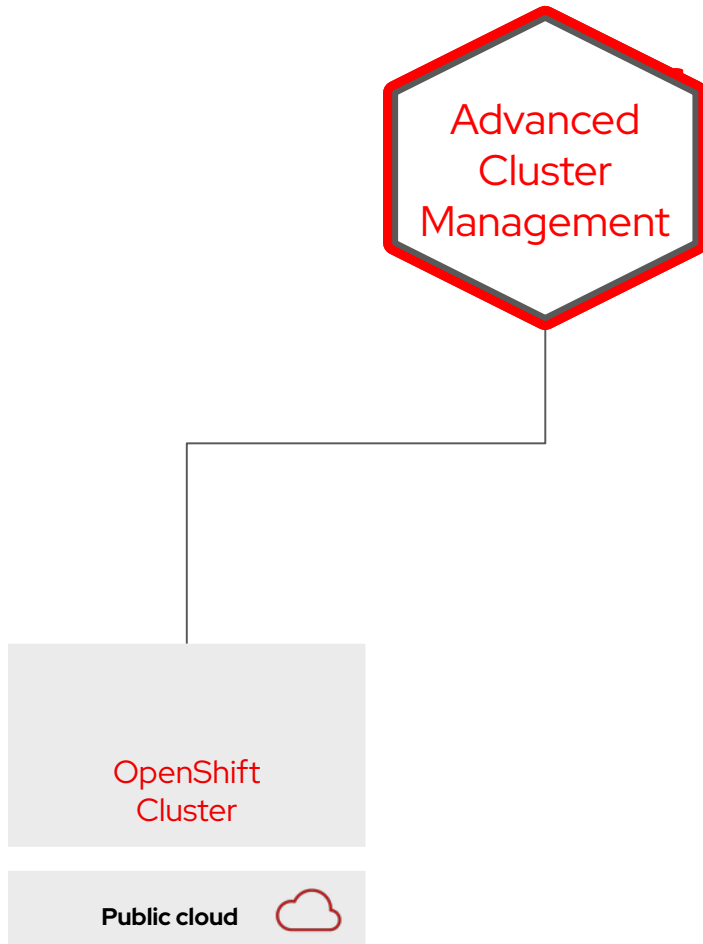 Advanced
Cluster
Management
OpenShift
Cluster
Public cloud